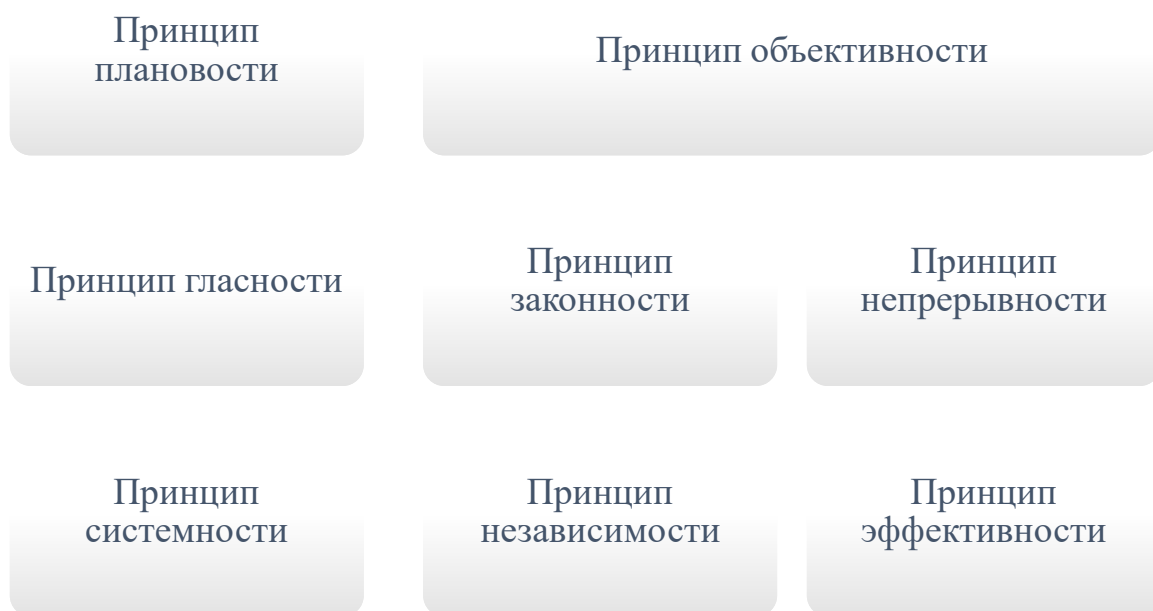 Принцип
плановости
Принцип объективности
Принцип гласности
Принцип
законности
Принцип
непрерывности
Принцип
системности
Принцип
независимости
Принцип
эффективности